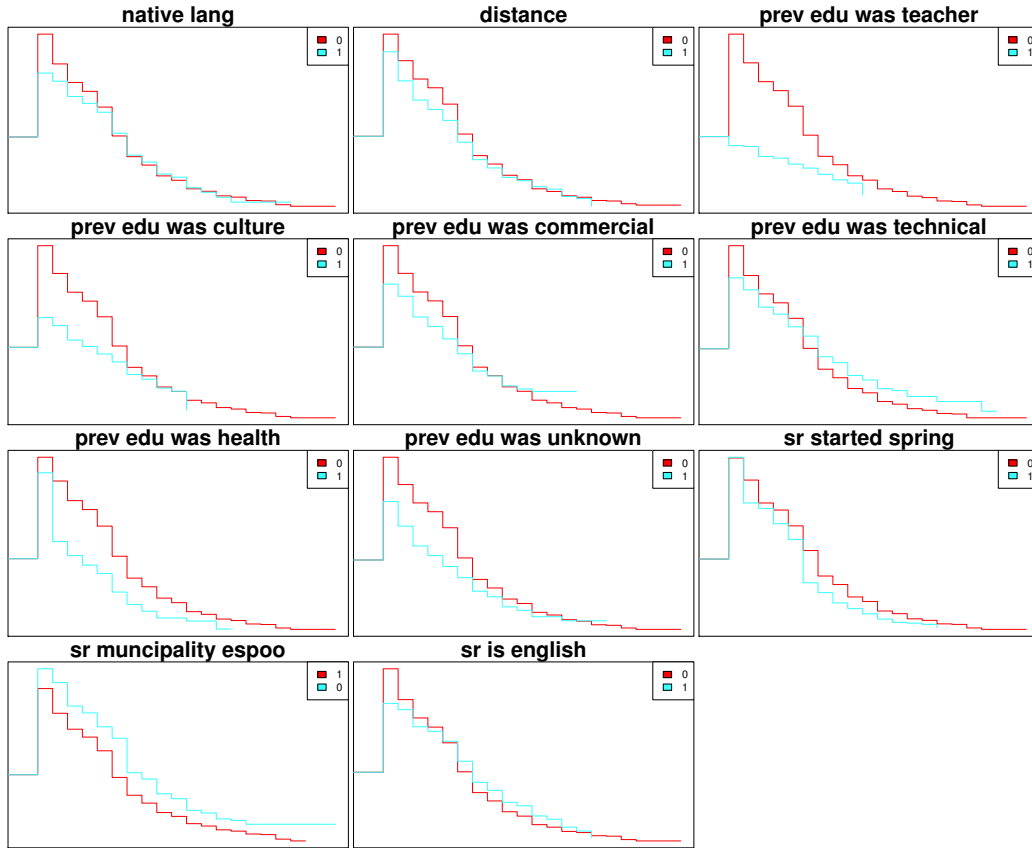 native lang
0
1
distance
0
1
prev edu was teacher
0
1
prev edu was culture
0
1
prev edu was commercial
0
1
prev edu was technical
0
1
prev edu was health
0
1
prev edu was unknown
0
1
sr started spring
0
1
sr muncipality espoo
1
0
sr is english
0
1